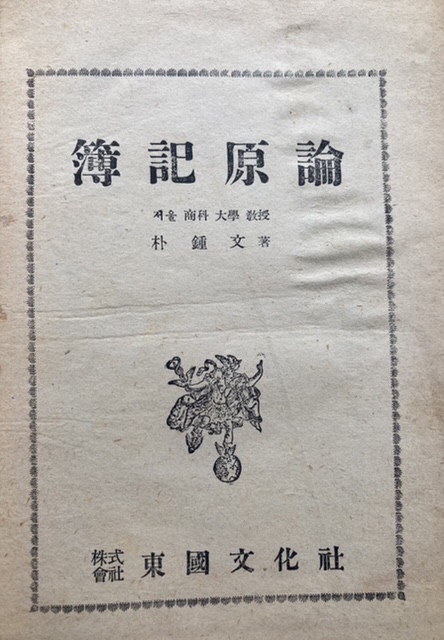 簿記原論
서울 商科 大學 敎授
朴鍾文 著
株式會社 東國文化社